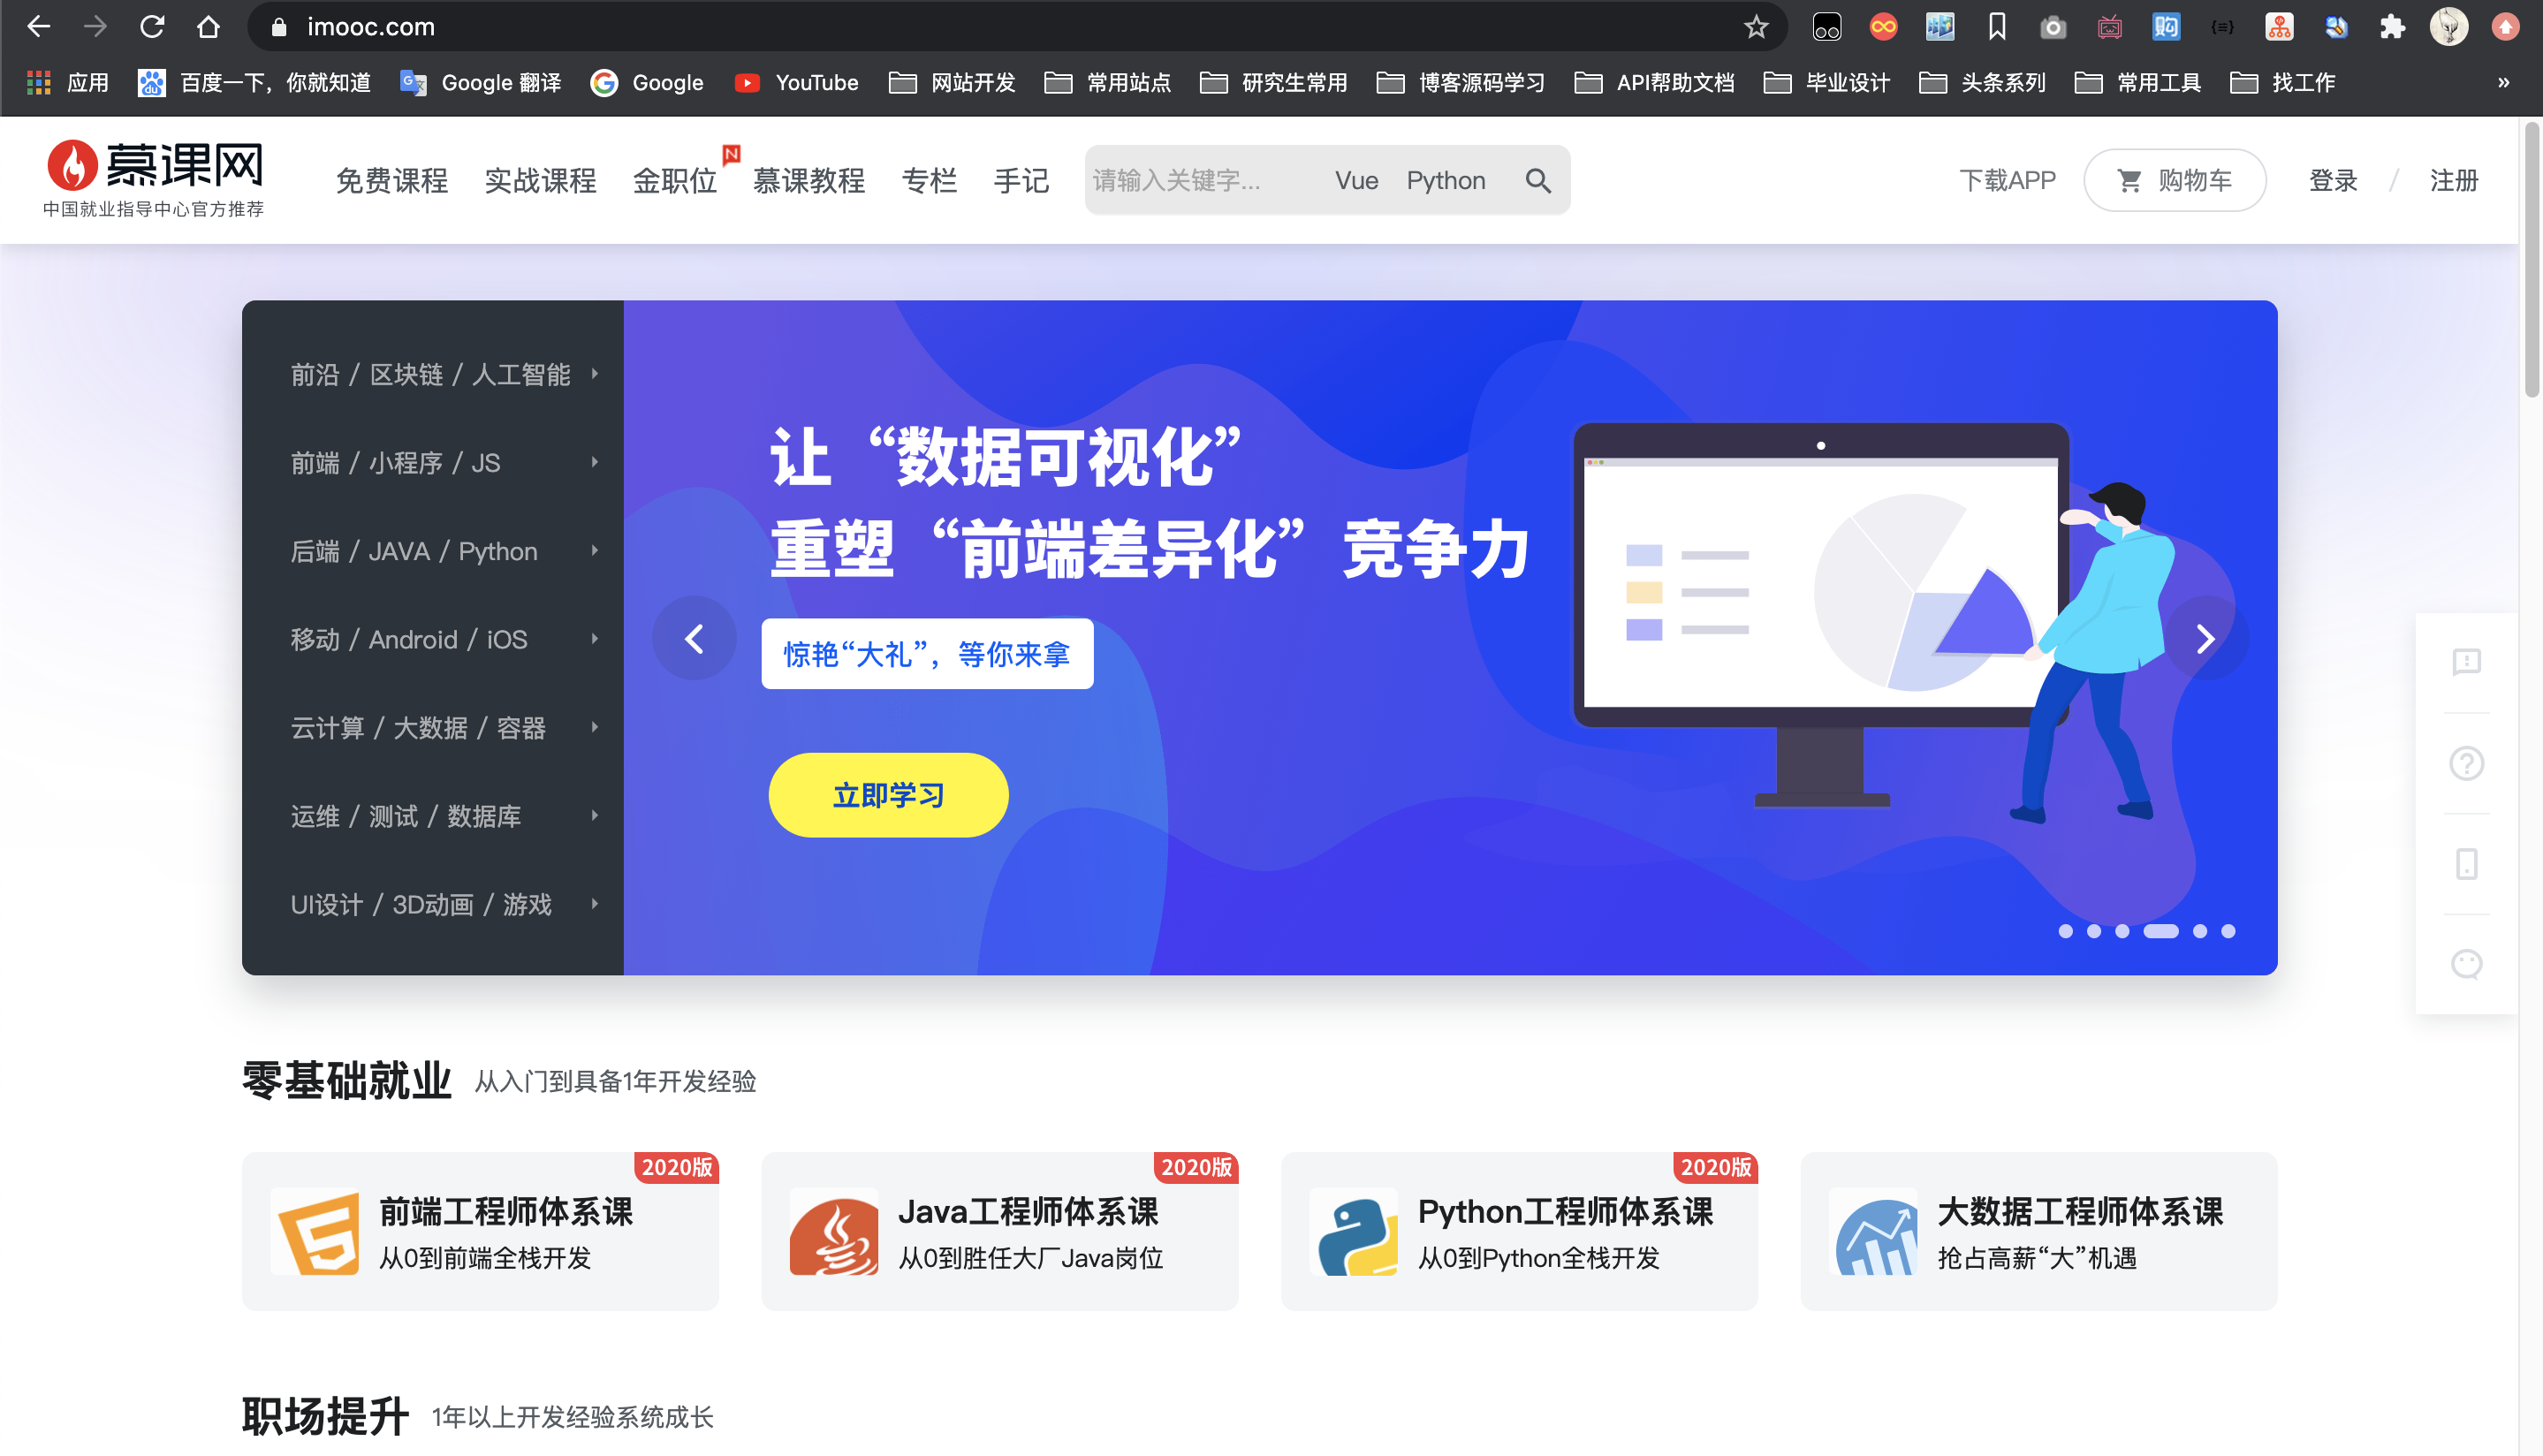 imooc.com
应用 百度一下，你就知道 Google 翻译 Google YouTube 网站开发 常用站点 研究生常用 博客源码学习 API帮助文档 毕业设计 头条系列 常用工具 找工作 »
慕课网
中国就业指导中心官方推荐
免费课程 实战课程 金职位 N 慕课教程 专栏 手记 请输入关键字... Vue Python 下载APP 购物车 登录 / 注册
前沿 / 区块链 / 人工智能
前端 / 小程序 / JS
后端 / JAVA / Python
移动 / Android / iOS
云计算 / 大数据 / 容器
运维 / 测试 / 数据库
UI设计 / 3D动画 / 游戏
让“数据可视化”
重塑“前端差异化”竞争力
惊艳“大礼”，等你来拿
立即学习
零基础就业 从入门到具备1年开发经验
2020版
前端工程师体系课
从0到前端全栈开发
2020版
Java工程师体系课
从0到胜任大厂Java岗位
2020版
Python工程师体系课
从0到Python全栈开发
大数据工程师体系课
抢占高薪“大”机遇
职场提升 1年以上开发经验系统成长